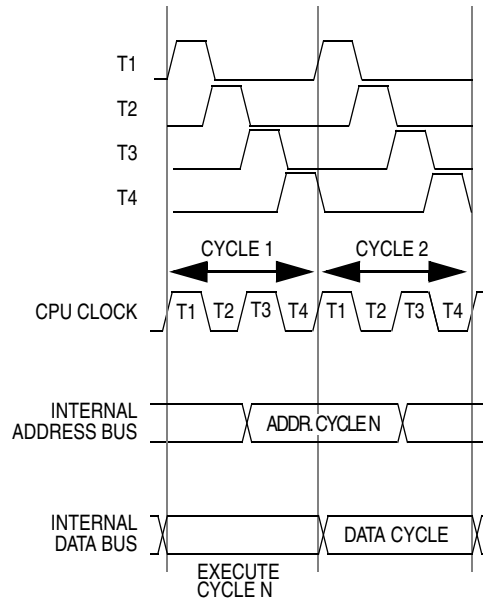 T1
T2
T3
T4
CYCLE 1
CYCLE 2
CPU CLOCK
T1 T2 T3 T4 T1 T2 T3 T4
INTERNAL
ADDRESS BUS
ADDR. CYCLE N
INTERNAL
DATA BUS
DATA CYCLE
EXECUTE
CYCLE N